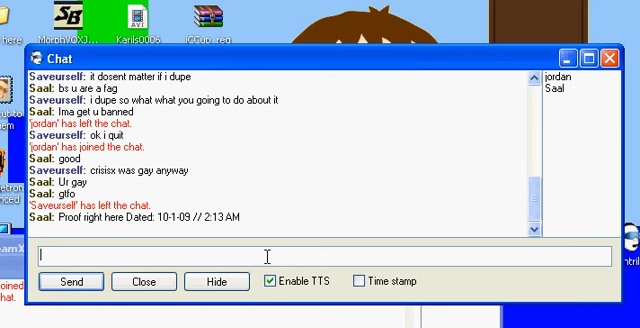 here
MorphVOXJ...
AVI
Karils0006
iCCup_reg
Chat
Saveurself: it dosent matter if i dupe
Saal: bs u are a fag
Saveurself: i dupe so what what you going to do about it
Saal: Ima get u banned
'jordan' has left the chat.
Saveurself: ok i quit
'jordan' has joined the chat.
Saal: good
Saveurself: crisisx was gay anyway
Saal: Ur gay
Saal: gtfo
'Saveurself' has left the chat.
Saal: Proof right here Dated: 10-1-09 // 2:13 AM
jordan
Saal
Send
Close
Hide
Enable TTS
Time stamp